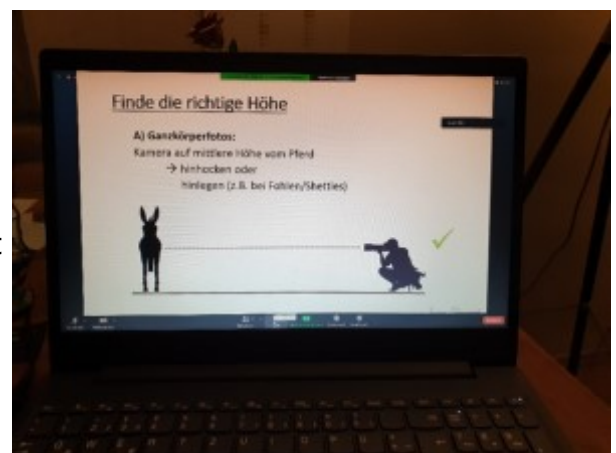 Finde die richtige Höhe
A) Ganzkörperfotos:
Kamera auf mittlere Höhe vom Pferd
→ hinhocken oder
hinlegen (z.B. bei Fohlen/Shetties)